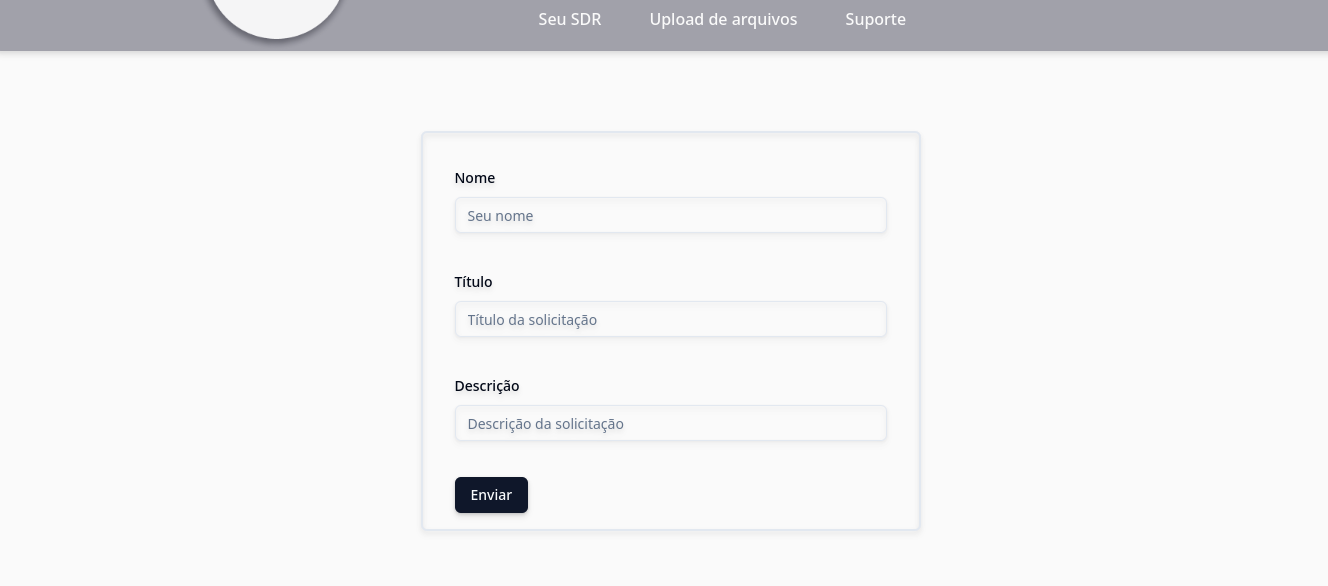 Seu SDR Upload de arquivos Suporte
Nome
Seu nome
Título
Título da solicitação
Descrição
Descrição da solicitação
Enviar